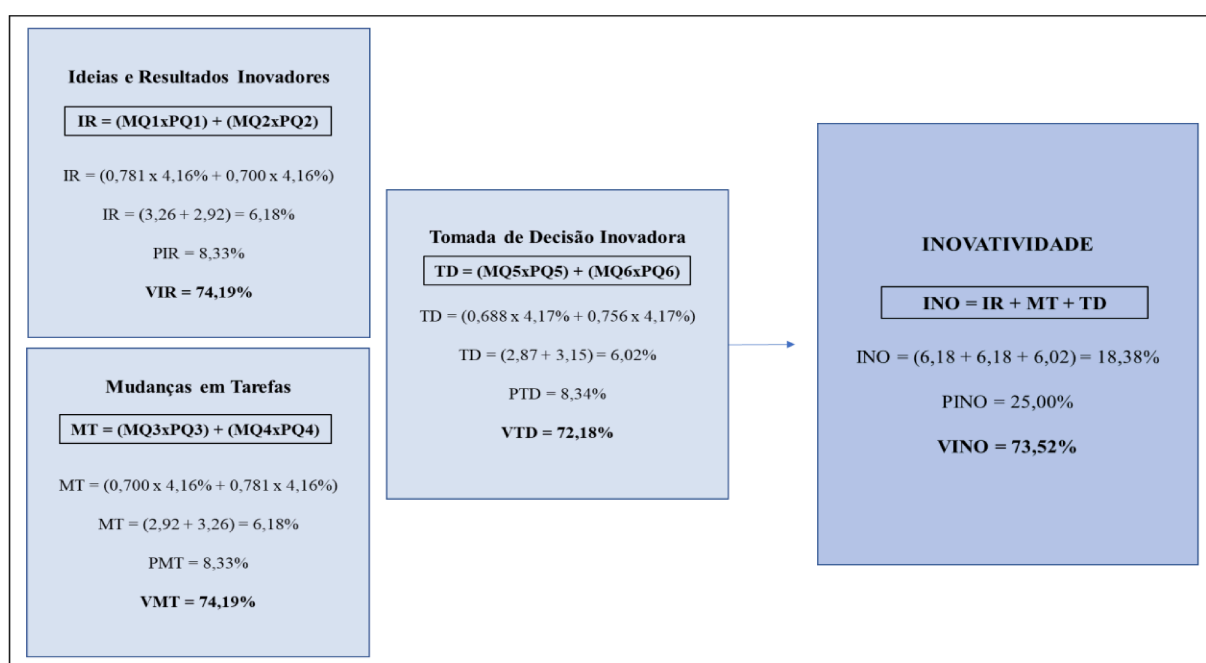 Ideias e Resultados Inovadores
IR = (MQ1xPQ1) + (MQ2xPQ2)
IR = (0,781 x 4,16% + 0,700 x 4,16%)
IR = (3,26 + 2,92) = 6,18%
PIR = 8,33%
VIR = 74,19%
Mudanças em Tarefas
MT = (MQ3xPQ3) + (MQ4xPQ4)
MT = (0,700 x 4,16% + 0,781 x 4,16%)
MT = (2,92 + 3,26) = 6,18%
PMT = 8,33%
VMT = 74,19%
Tomada de Decisão Inovadora
TD = (MQ5xPQ5) + (MQ6xPQ6)
TD = (0,688 x 4,17% + 0,756 x 4,17%)
TD = (2,87 + 3,15) = 6,02%
PTD = 8,34%
VTD = 72,18%
INOVATIVIDADE
INO = IR + MT + TD
INO = (6,18 + 6,18 + 6,02) = 18,38%
PINO = 25,00%
VINO = 73,52%